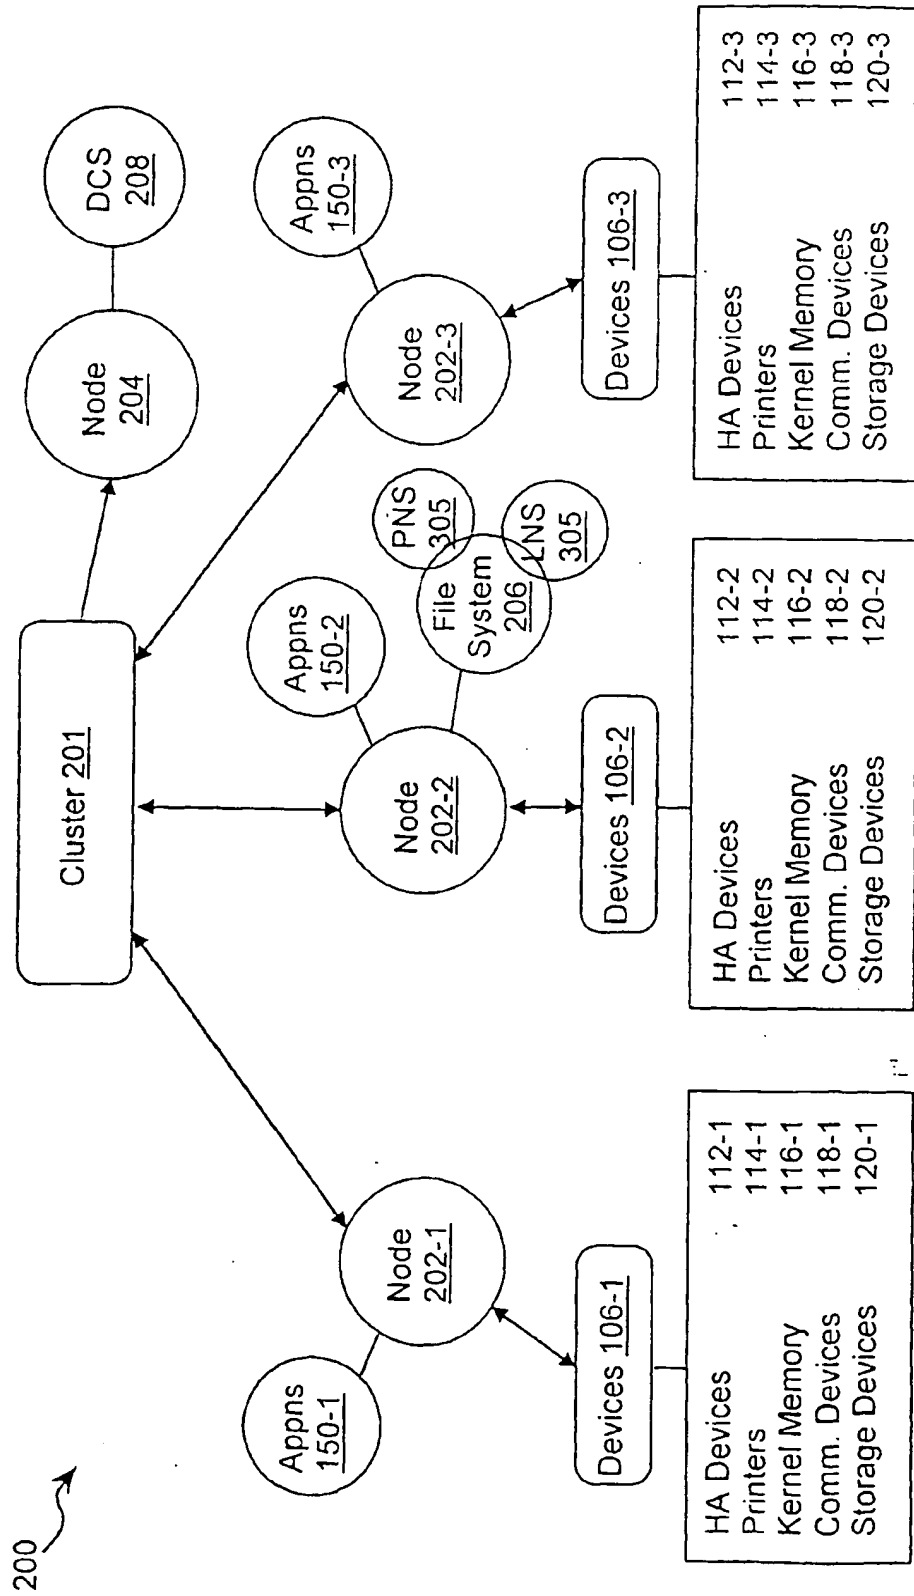 200
Cluster 201
Node
204
DCS
208
Appns
150-1
Node
202-1
Appns
150-2
Node
202-2
File
System
206
PNS
305
LNS
305
Appns
150-3
Node
202-3
Devices 106-1
HA Devices 112-1
Printers 114-1
Kernel Memory 116-1
Comm. Devices 118-1
Storage Devices 120-1
Devices 106-2
HA Devices 112-2
Printers 114-2
Kernel Memory 116-2
Comm. Devices 118-2
Storage Devices 120-2
Devices 106-3
HA Devices 112-3
Printers 114-3
Kernel Memory 116-3
Comm. Devices 118-3
Storage Devices 120-3